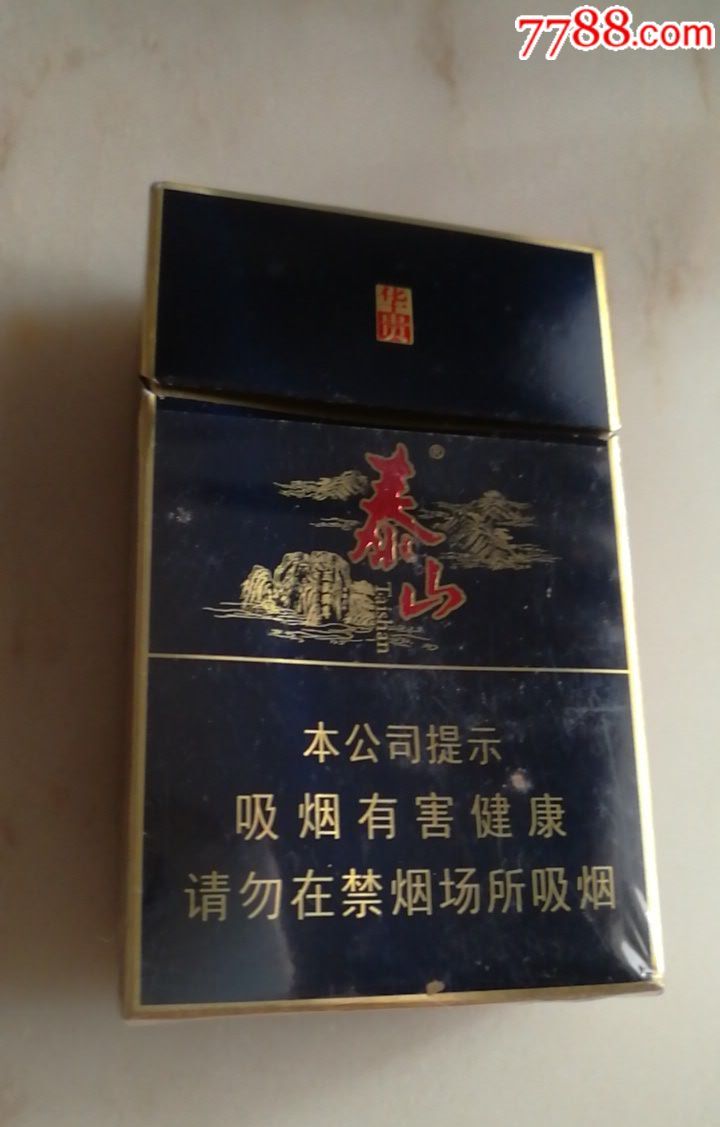 7788.com
华贵
泰山®
Taishan
本公司提示
吸烟有害健康
请勿在禁烟场所吸烟